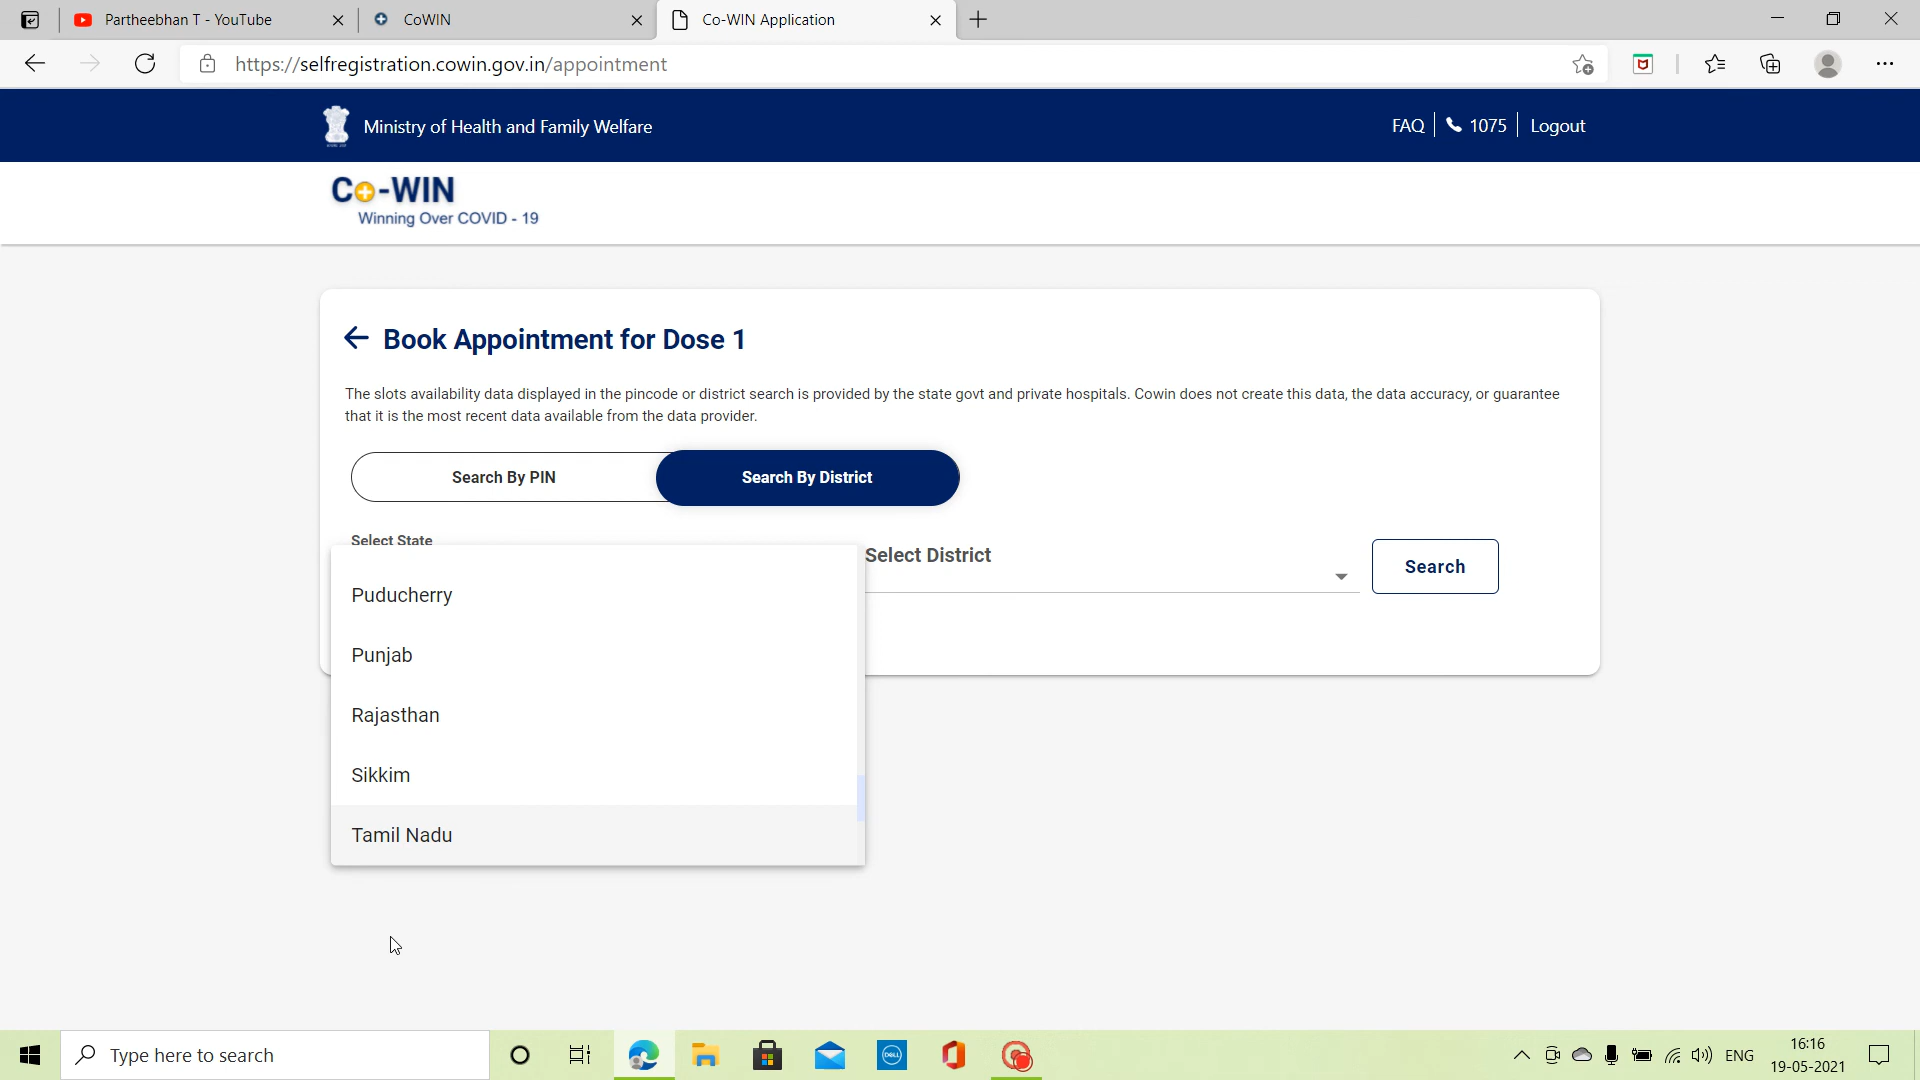 Partheebhan T - YouTube
CoWIN
Co-WIN Application
https://selfregistration.cowin.gov.in/appointment
Ministry of Health and Family Welfare
FAQ
1075
Logout
Co-WIN
Winning Over COVID - 19
Book Appointment for Dose 1
The slots availability data displayed in the pincode or district search is provided by the state govt and private hospitals. Cowin does not create this data, the data accuracy, or guarantee
that it is the most recent data available from the data provider.
Search By PIN
Search By District
Select State
Select District
Search
Puducherry
Punjab
Rajasthan
Sikkim
Tamil Nadu
Type here to search
DELL
ENG
16:16
19-05-2021